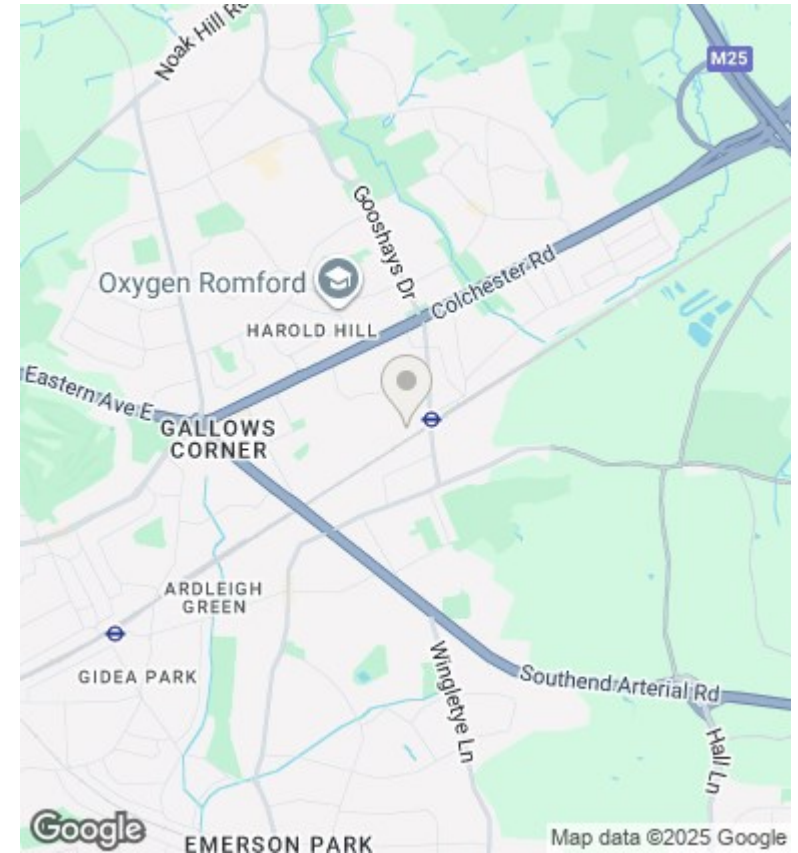 Noak Hill Rd
M25
Gooshays Dr
Oxygen Romford
Colchester Rd
HAROLD HILL
Eastern Ave E
GALLOWS
CORNER
ARDLEIGH
GREEN
GIDEA PARK
Wingletye Ln
Southend Arterial Rd
Hall Ln
Google
EMERSON PARK
Map data ©2025 Google